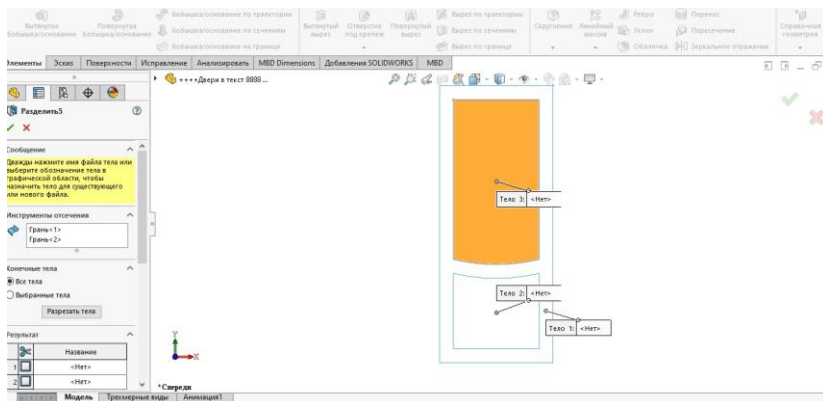 Вытянутая бобышка/основание
Повернутая бобышка/основание
Бобышка/основание по траектории
Бобышка/основание по сечениям
Бобышка/основание на границе
Вытянутый вырез
Отверстие под крепеж
Повернутый вырез
Вырез по траектории
Вырез по сечениям
Вырез по границе
Скругление
Линейный массив
Ребро
Уклон
Оболочка
Перенос
Пересечение
Зеркальное отражение
Справочная геометрия
Элементы Эскиз Поверхности Исправление Анализировать MBD Dimensions Добавления SOLIDWORKS MBD
++++Двери в текст 8888 ...
Разделить5
Сообщение
Дважды нажмите имя файла тела или
выберите обозначение тела в
графической области, чтобы
назначить тело для существующего
или нового файла.
Инструменты отсечения
Грань<1>
Грань<2>
Конечные тела
Все тела
Выбранные тела
Разрезать тела
Результат
Название
1 <Нет>
2 <Нет>
Тело 3: <Нет>
Тело 2: <Нет>
Тело 1: <Нет>
Y
X
*Спереди
Модель Трехмерные виды Анимация1